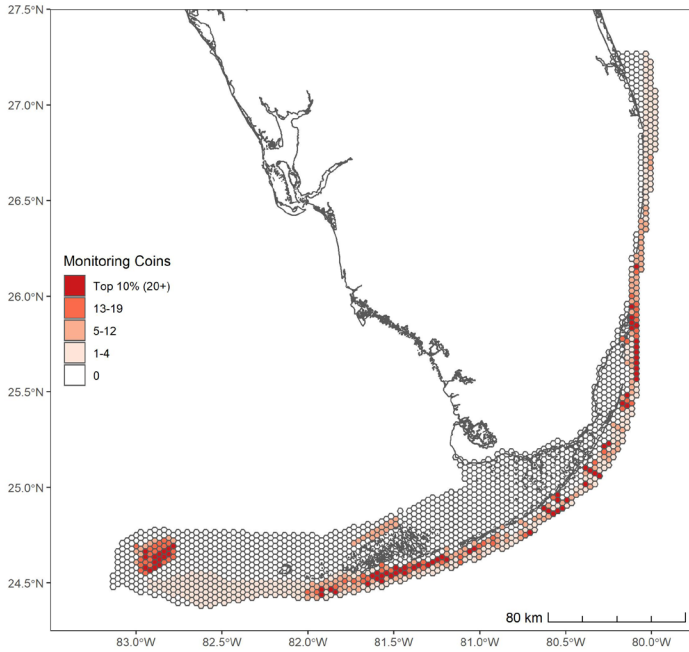 27.5°N
27.0°N
26.5°N
26.0°N
25.5°N
25.0°N
24.5°N
Monitoring Coins
Top 10% (20+)
13-19
5-12
1-4
0
80 km
83.0°W 82.5°W 82.0°W 81.5°W 81.0°W 80.5°W 80.0°W